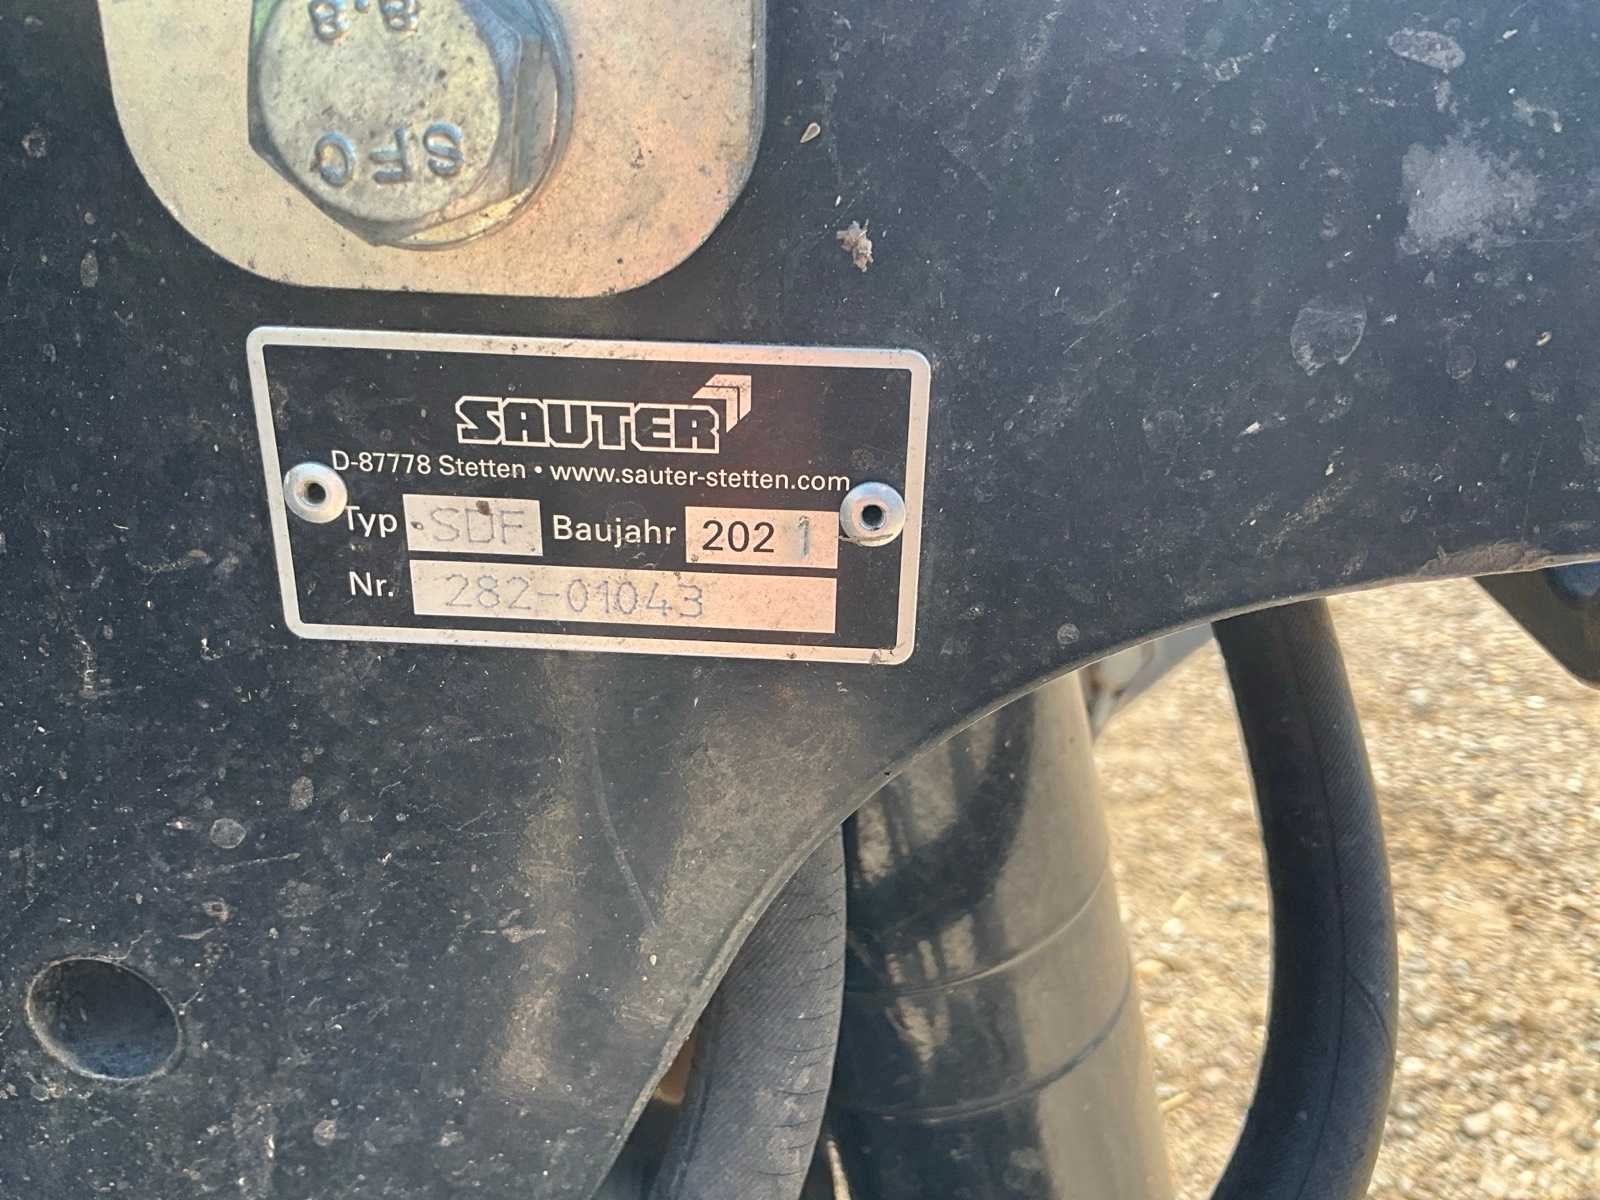 8.8
SFQ
SAUTER
D-87778 Stetten • www.sauter-stetten.com
Typ SDF Baujahr 2021
Nr. 282-01043